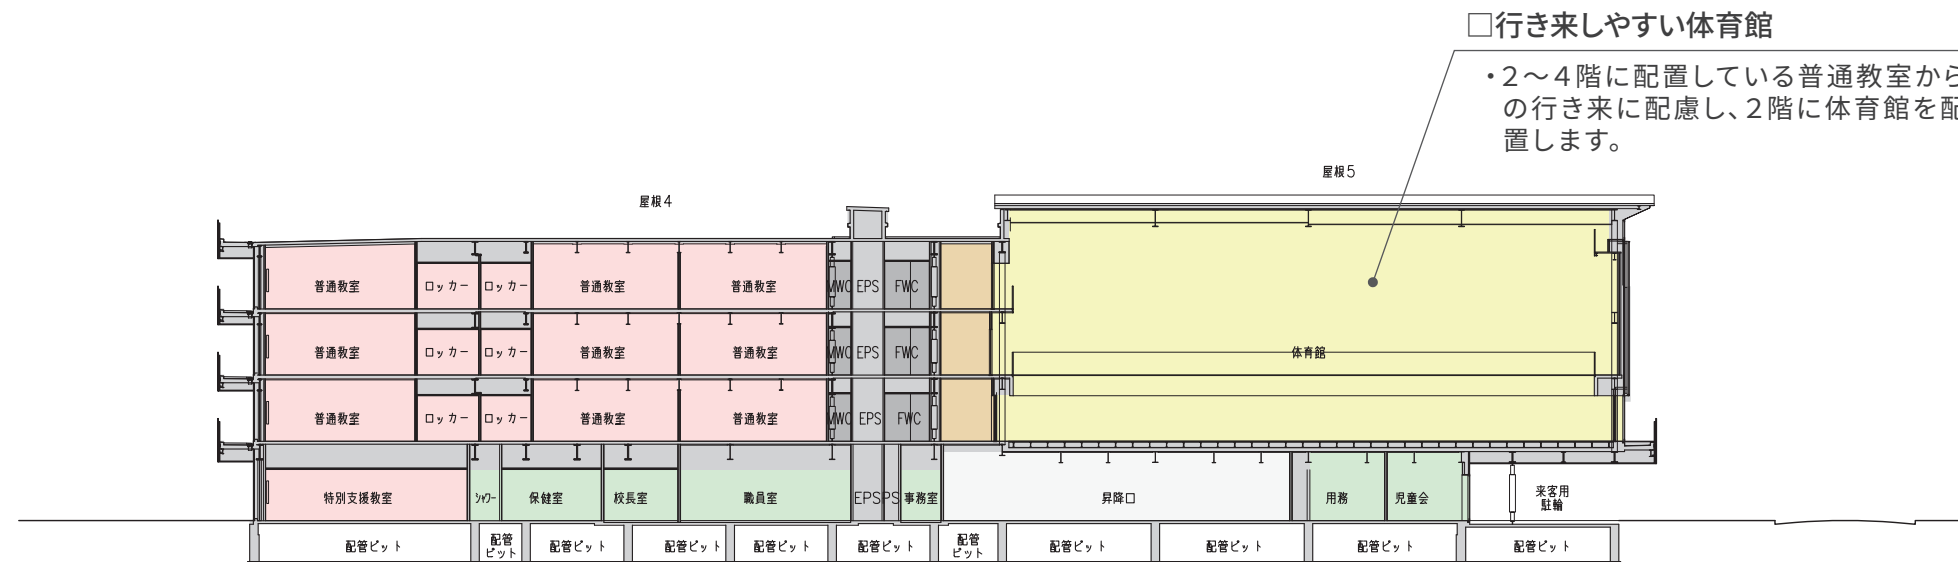 □行き来しやすい体育館
・2～4階に配置している普通教室から
の行き来に配慮し、2階に体育館を配
置します。
屋根5
屋根4
普通教室 ロッカー ロッカー 普通教室 普通教室 MWC EPS FWC
普通教室 ロッカー ロッカー 普通教室 普通教室 MWC EPS FWC 体育館
普通教室 ロッカー ロッカー 普通教室 普通教室 MWC EPS FWC
特別支援教室 シャワー 保健室 校長室 職員室 EPS PS 事務室 昇降口 用務 児童会 来客用
駐輪
配管ピット 配管
ピット 配管ピット 配管ピット 配管ピット 配管ピット 配管
ピット 配管ピット 配管ピット 配管ピット 配管ピット